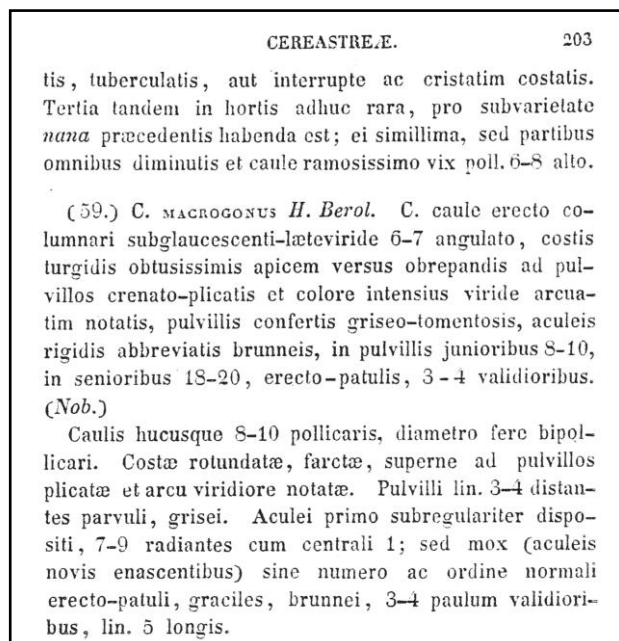 CEREASTREÆ. 203
tis, tuberculatis, aut interrupte ac cristatim costatis.
Tertia tandem in hortis adhuc rara, pro subvarietate
nana præcedentis habenda est; ei simillima, sed partibus
omnibus diminutis et caule ramosissimo vix poll. 6-8 alto.
(59.) C. MACROGONUS H. Berol. C. caule erecto co-
lumnari subglaucescenti-læteviride 6-7 angulato, costis
turgidis obtusissimis apicem versus obrepandis ad pul-
villos crenato-plicatis et colore intensius viride arcua-
tim notatis, pulvillis confertis griseo-tomentosis, aculeis
rigidis abbreviatis brunneis, in pulvillis junioribus 8-10,
in senioribus 18-20, erecto-patulis, 3-4 validioribus.
(Nob.)
Caulis hucusque 8-10 pollicaris, diametro fere bipol-
licari. Costæ rotundatæ, farctæ, superne ad pulvillos
plicatæ et arcu viridiore notatæ. Pulvilli lin. 3-4 distan-
tes parvuli, grisei. Aculei primo subregulariter dispo-
siti, 7-9 radiantes cum centrali 1; sed mox (aculeis
novis enascentibus) sine numero ac ordine normali
erecto-patuli, graciles, brunnei, 3-4 paulum validiori-
bus, lin. 5 longis.